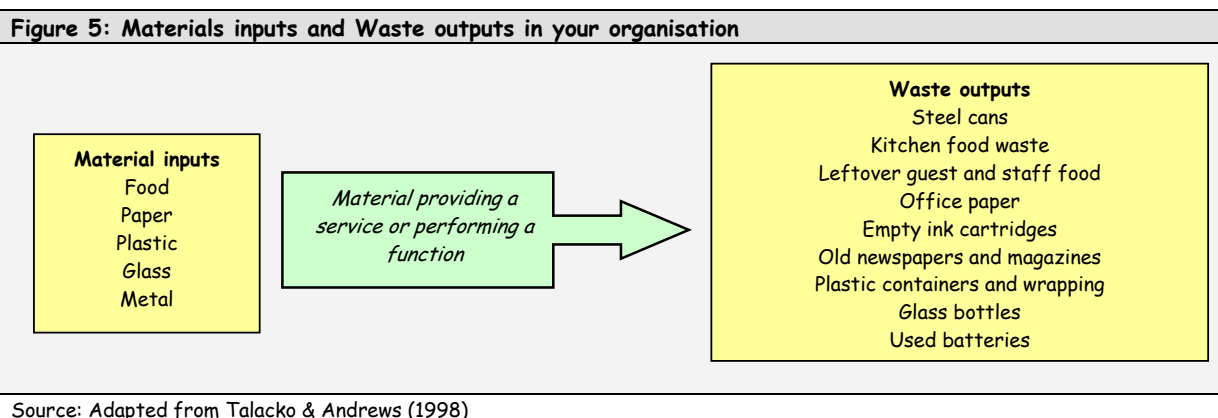 Figure 5: Materials inputs and Waste outputs in your organisation
Material inputs
Food
Paper
Plastic
Glass
Metal
Material providing a
service or performing a
function
Waste outputs
Steel cans
Kitchen food waste
Leftover guest and staff food
Office paper
Empty ink cartridges
Old newspapers and magazines
Plastic containers and wrapping
Glass bottles
Used batteries
Source: Adapted from Talacko & Andrews (1998)